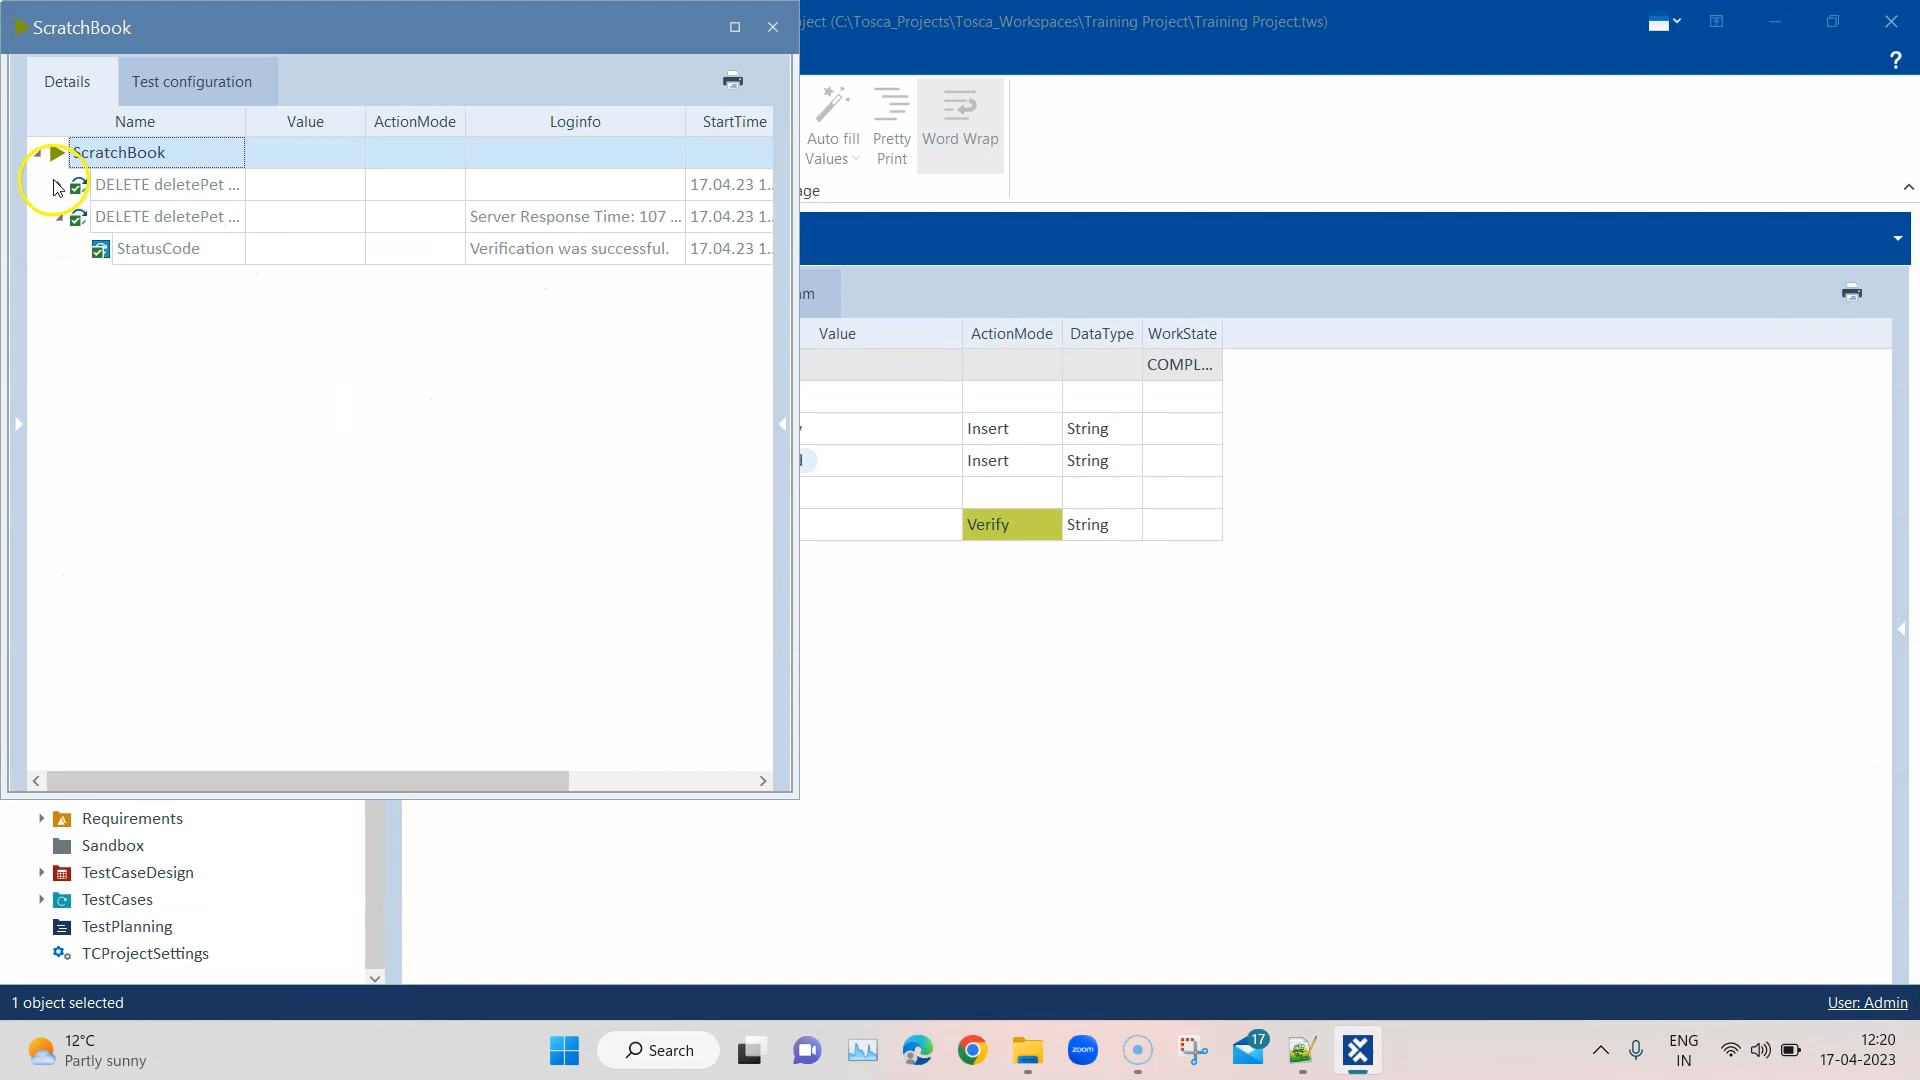 ScratchBook
ject (C:\Tosca_Projects\Tosca_Workspaces\Training Project\Training Project.tws)
?
Details
Test configuration
Auto fill
Values
Pretty
Print
Word Wrap
age
Name
Value
ActionMode
Loginfo
StartTime
ScratchBook
DELETE deletePet ...
17.04.23 1..
DELETE deletePet ...
Server Response Time: 107 ...
17.04.23 1..
StatusCode
Verification was successful.
17.04.23 1..
Value
ActionMode
DataType
WorkState
COMPL...
Insert
String
Insert
String
Verify
String
Requirements
Sandbox
TestCaseDesign
TestCases
TestPlanning
TCProjectSettings
1 object selected
User: Admin
12°C
Partly sunny
Search
zoom
17
ENG
IN
12:20
17-04-2023